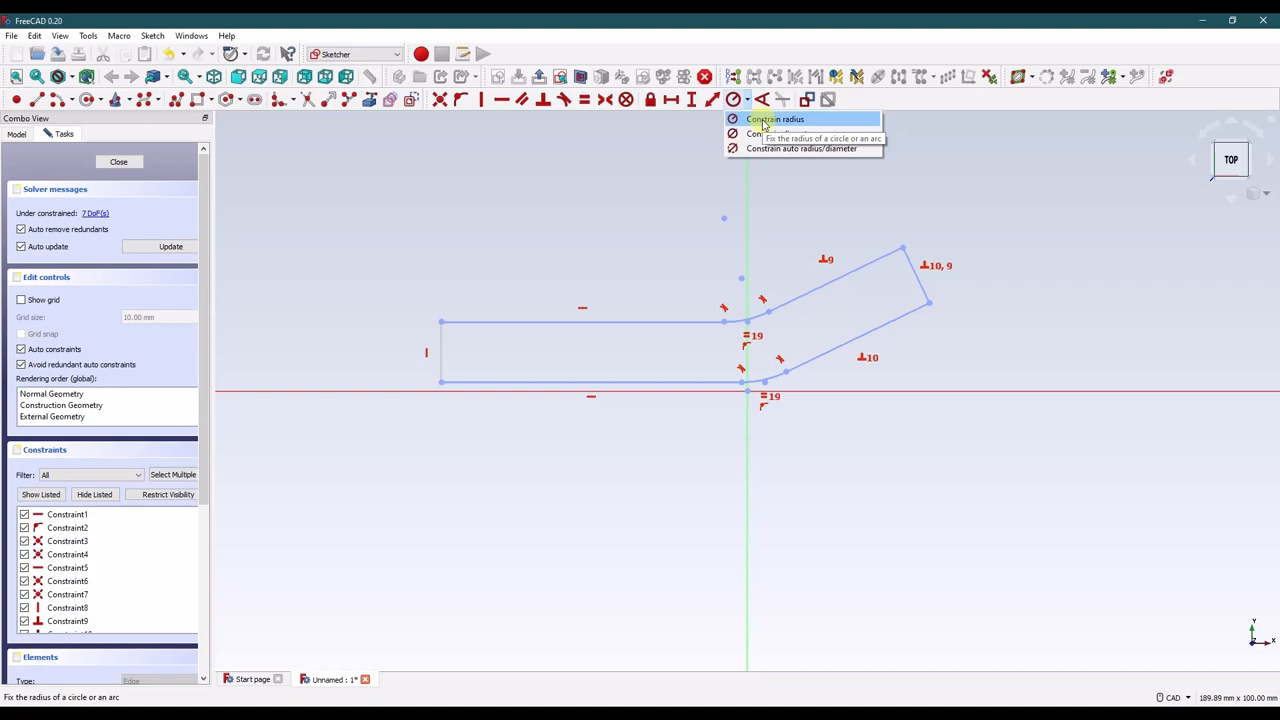 FreeCAD 0.20
File Edit View Tools Macro Sketch Windows Help
Sketcher
Combo View
Model Tasks
Constrain radius
Fix the radius of a circle or an arc
Constrain auto radius/diameter
TOP
Close
Solver messages
Under constrained: 7 DoF(s)
Auto remove redundants
Auto update Update
Edit controls
Show grid
Grid size: 10.00 mm
Grid snap
Auto constraints
Avoid redundant auto constraints
Rendering order (global):
Normal Geometry
Construction Geometry
External Geometry
Constraints
Filter: All Select Multiple
Show Listed Hide Listed Restrict Visibility
Constraint1
Constraint2
Constraint3
Constraint4
Constraint5
Constraint6
Constraint7
Constraint8
Constraint9
Elements
Type: Edge
9
10, 9
19
10
19
Y
Z X
Start page Unnamed : 1*
Fix the radius of a circle or an arc
CAD 189.89 mm x 100.00 mm